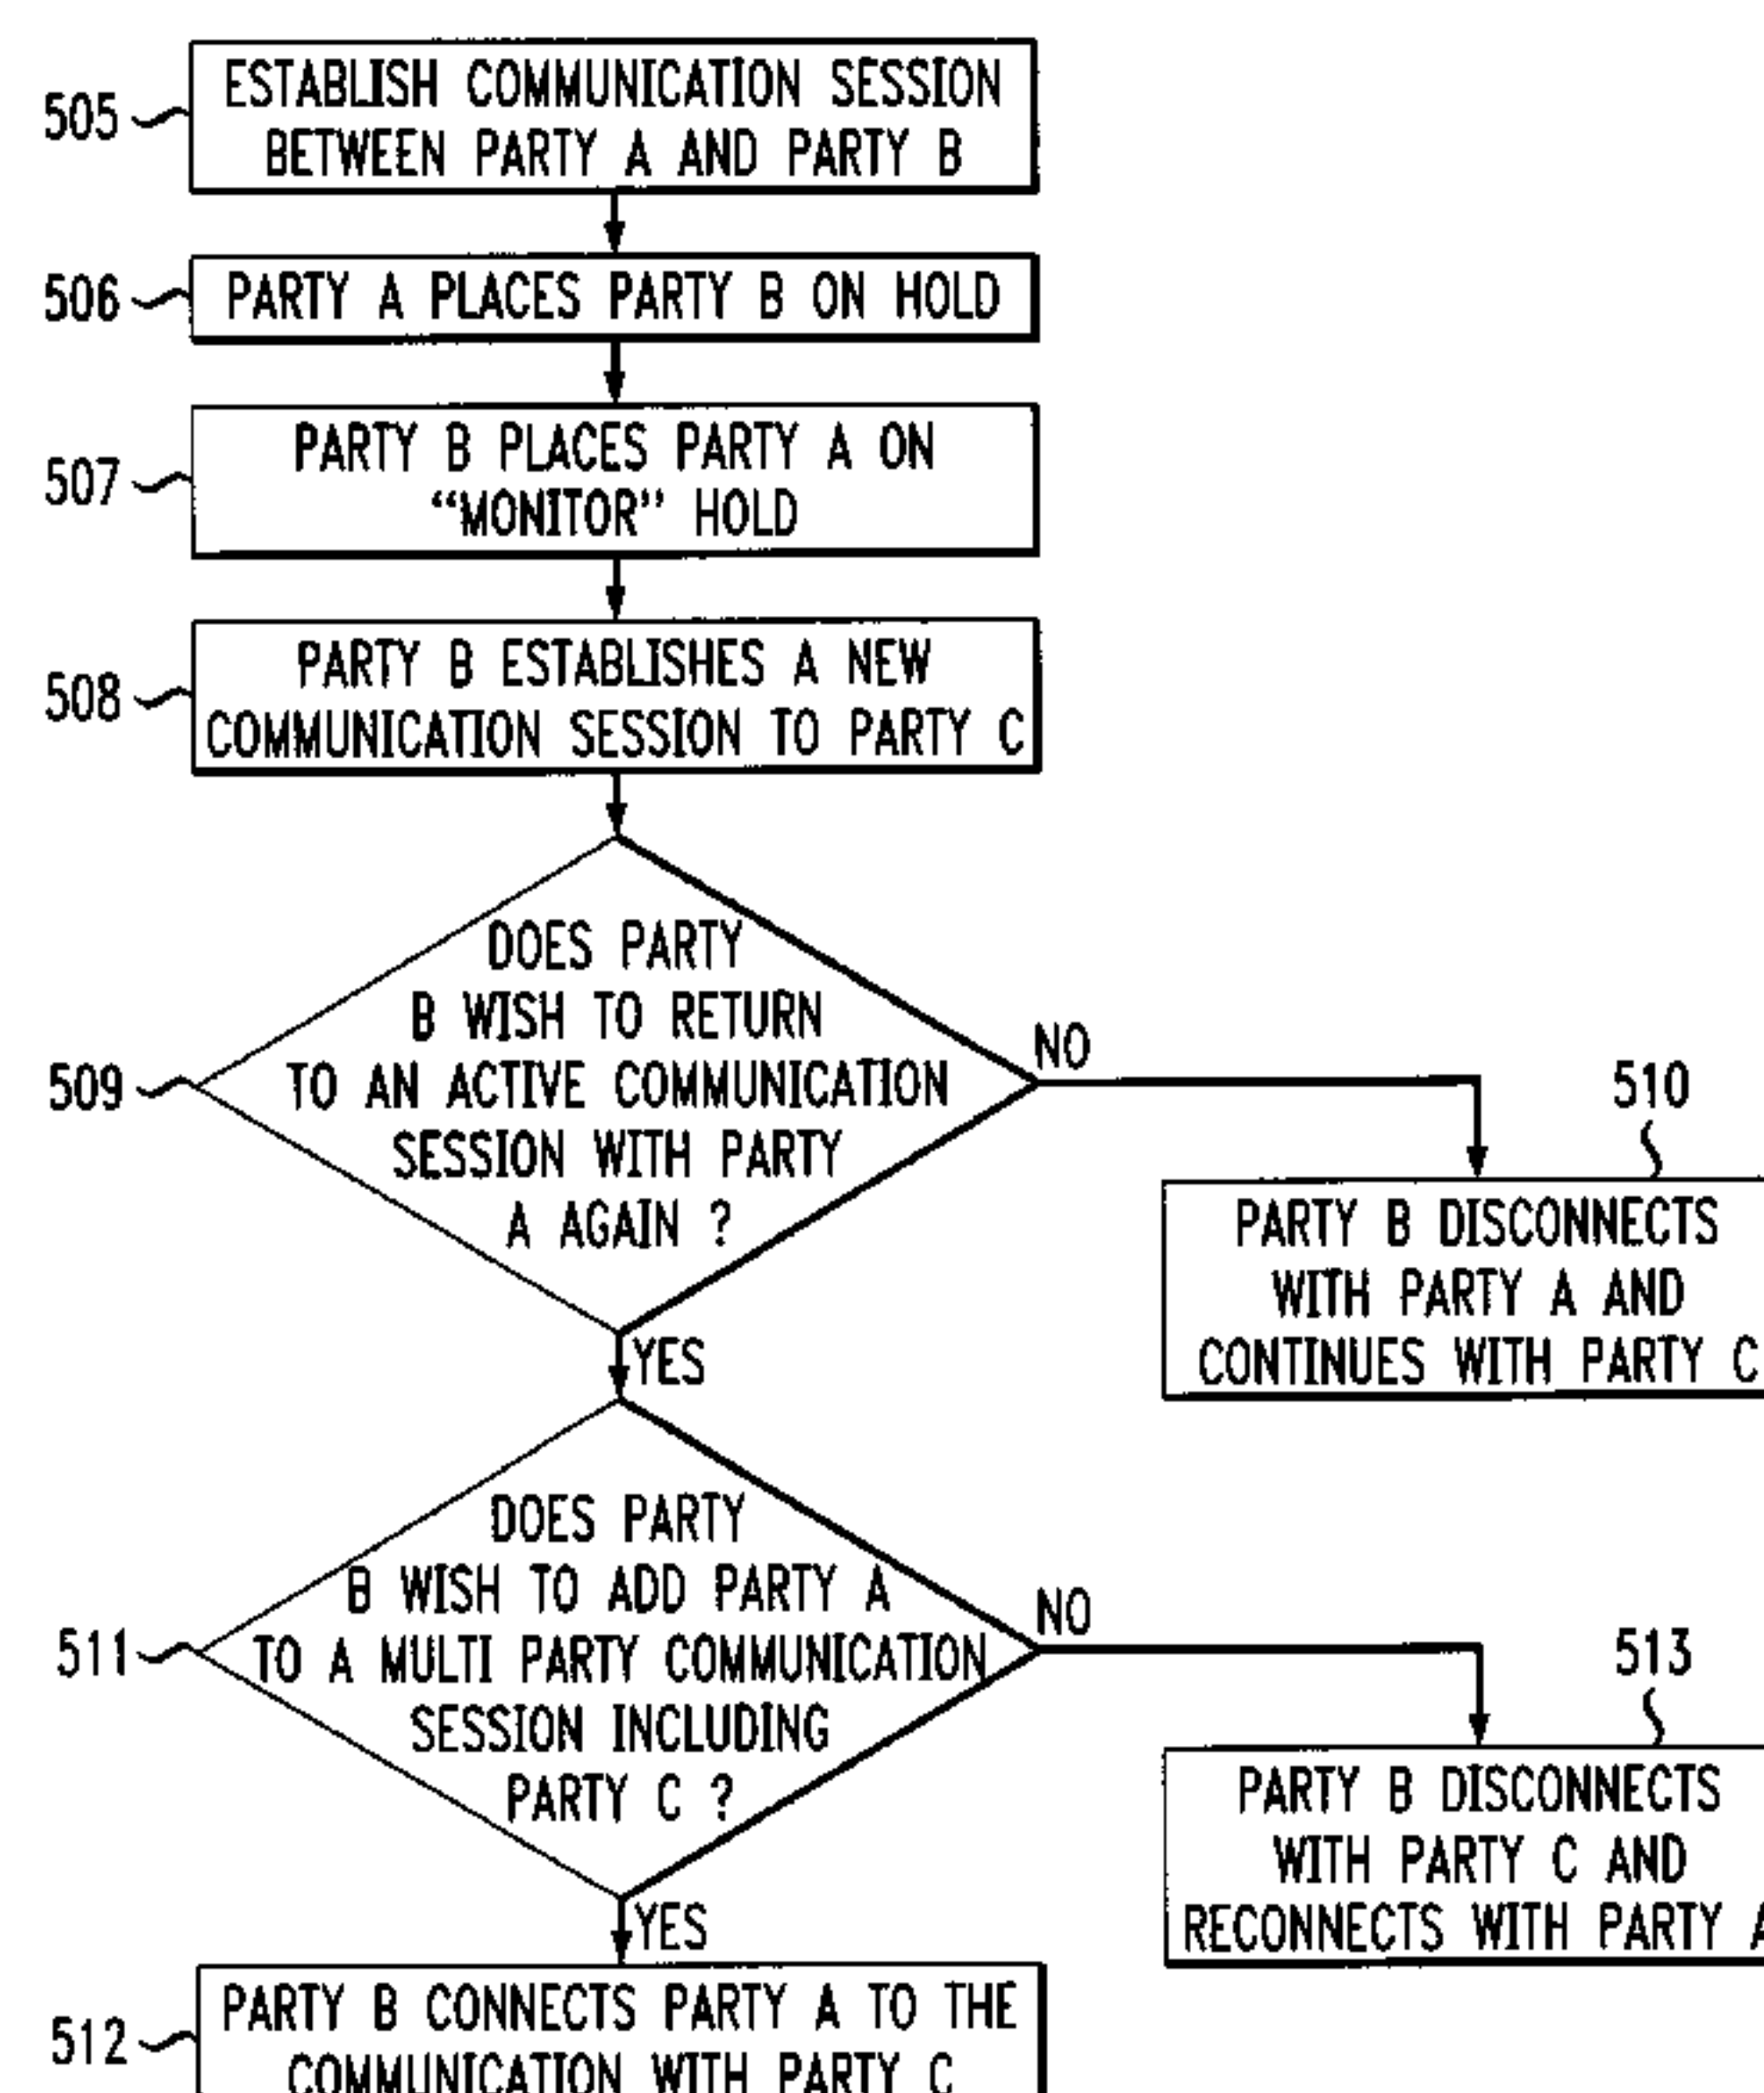 505
ESTABLISH COMMUNICATION SESSION
BETWEEN PARTY A AND PARTY B
506
PARTY A PLACES PARTY B ON HOLD
507
PARTY B PLACES PARTY A ON
“MONITOR” HOLD
508
PARTY B ESTABLISHES A NEW
COMMUNICATION SESSION TO PARTY C
509
DOES PARTY
B WISH TO RETURN
TO AN ACTIVE COMMUNICATION
SESSION WITH PARTY
A AGAIN ?
NO
510
PARTY B DISCONNECTS
WITH PARTY A AND
CONTINUES WITH PARTY C
YES
511
DOES PARTY
B WISH TO ADD PARTY A
TO A MULTI PARTY COMMUNICATION
SESSION INCLUDING
PARTY C ?
NO
513
PARTY B DISCONNECTS
WITH PARTY C AND
RECONNECTS WITH PARTY A
YES
512
PARTY B CONNECTS PARTY A TO THE
COMMUNICATION WITH PARTY C